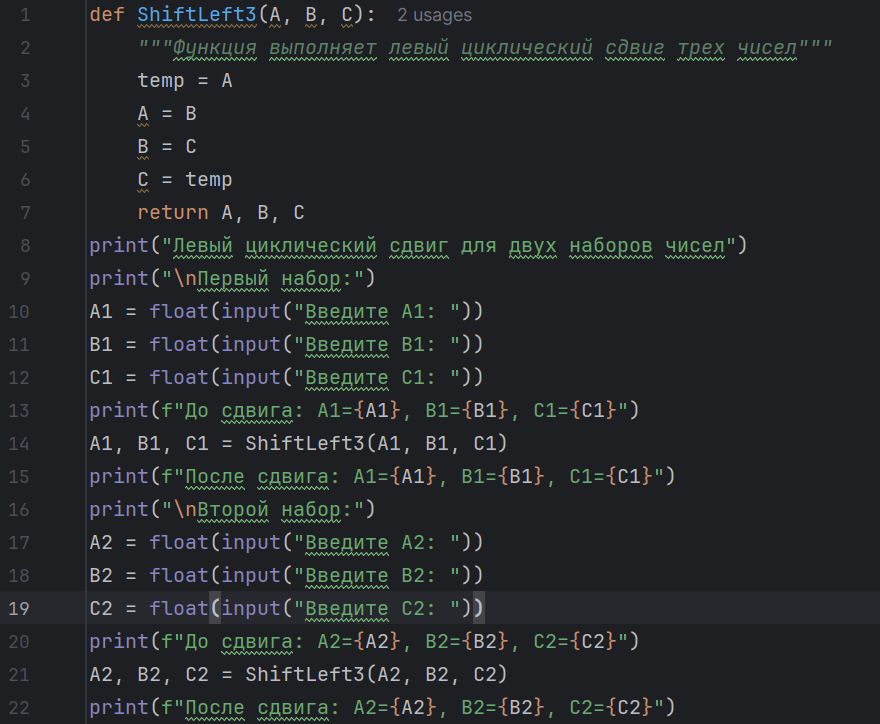 1 def ShiftLeft3(A, B, C): 2 usages
2 """Функция выполняет левый циклический сдвиг трех чисел"""
3 temp = A
4 A = B
5 B = C
6 C = temp
7 return A, B, C
8 print("Левый циклический сдвиг для двух наборов чисел")
9 print("\nПервый набор:")
10 A1 = float(input("Введите A1: "))
11 B1 = float(input("Введите B1: "))
12 C1 = float(input("Введите C1: "))
13 print(f"До сдвига: A1={A1}, B1={B1}, C1={C1}")
14 A1, B1, C1 = ShiftLeft3(A1, B1, C1)
15 print(f"После сдвига: A1={A1}, B1={B1}, C1={C1}")
16 print("\nВторой набор:")
17 A2 = float(input("Введите A2: "))
18 B2 = float(input("Введите B2: "))
19 C2 = float(input("Введите C2: "))
20 print(f"До сдвига: A2={A2}, B2={B2}, C2={C2}")
21 A2, B2, C2 = ShiftLeft3(A2, B2, C2)
22 print(f"После сдвига: A2={A2}, B2={B2}, C2={C2}")